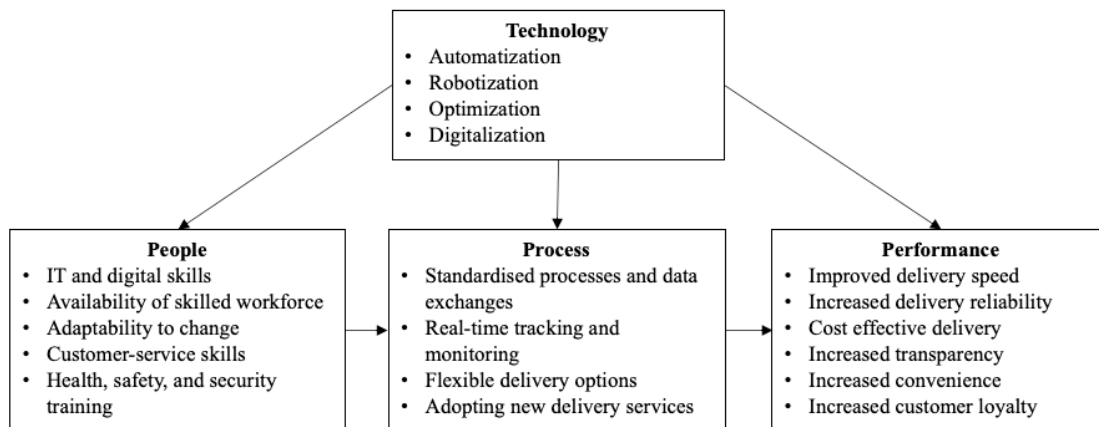 Technology
• Automatization
• Robotization
• Optimization
• Digitalization
People
• IT and digital skills
• Availability of skilled workforce
• Adaptability to change
• Customer-service skills
• Health, safety, and security
training
Process
• Standardised processes and data
exchanges
• Real-time tracking and
monitoring
• Flexible delivery options
• Adopting new delivery services
Performance
• Improved delivery speed
• Increased delivery reliability
• Cost effective delivery
• Increased transparency
• Increased convenience
• Increased customer loyalty